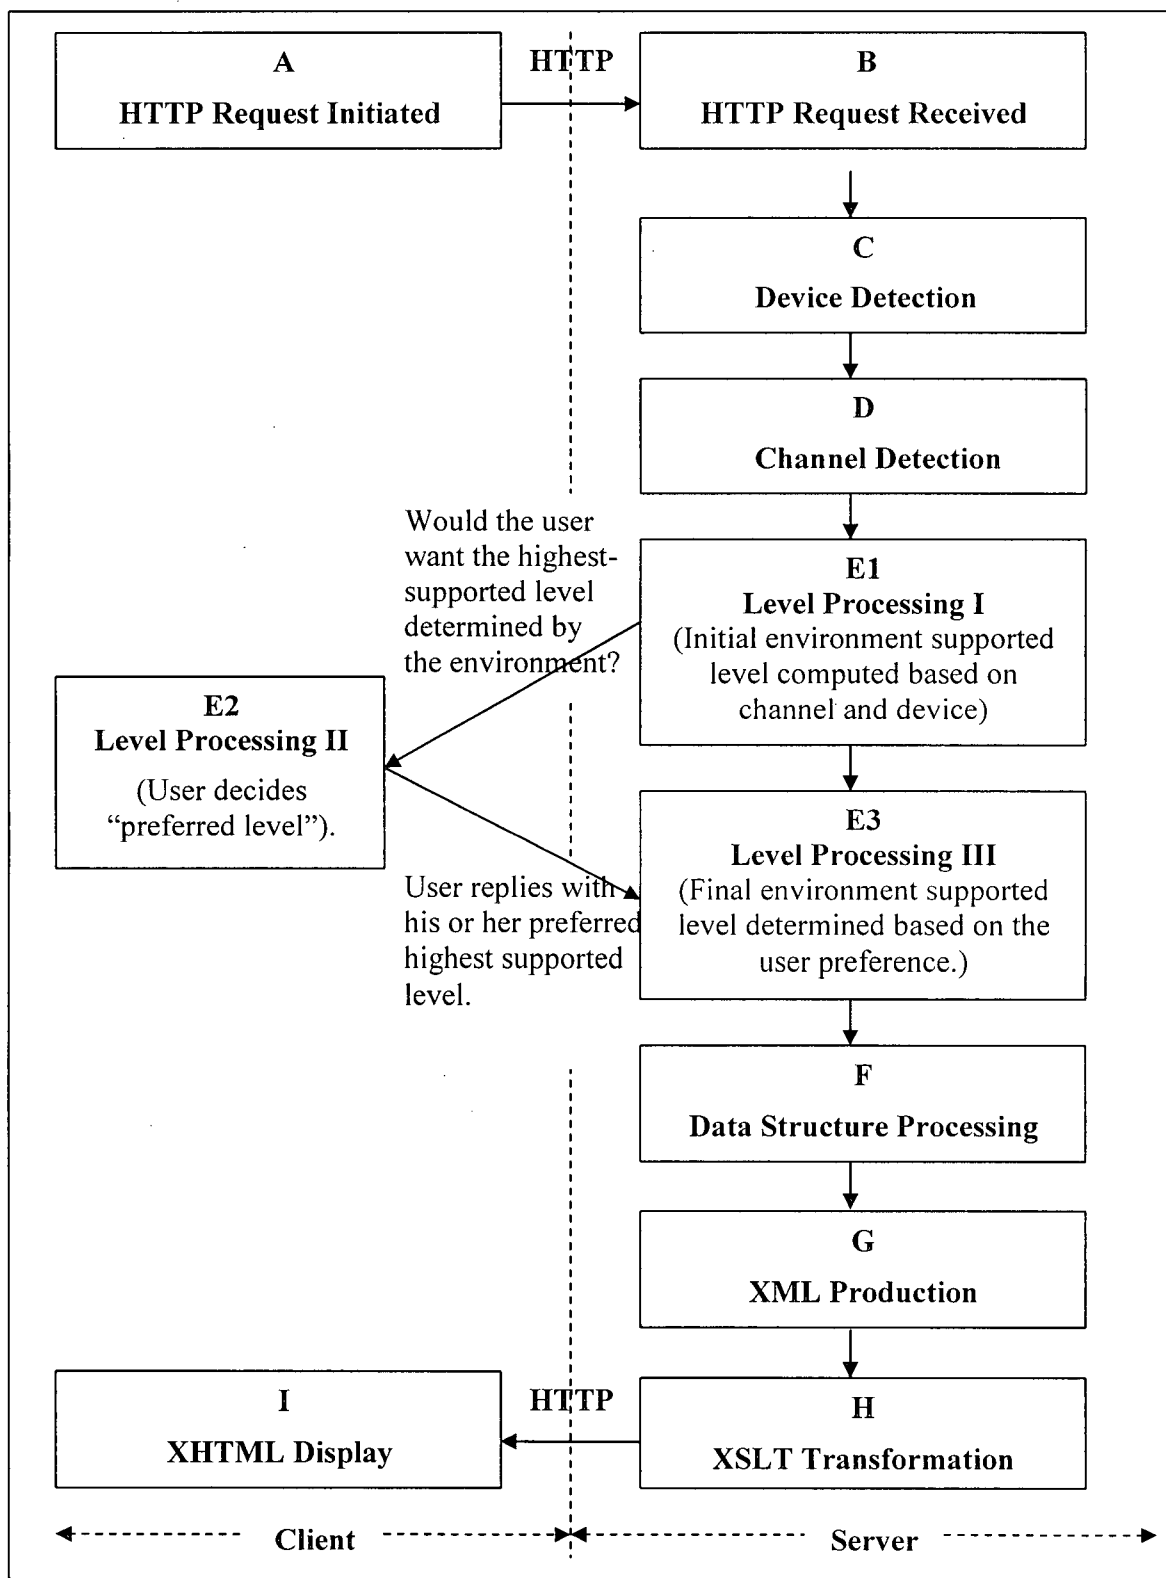 A
HTTP Request Initiated
HTTP
B
HTTP Request Received
C
Device Detection
D
Channel Detection
Would the user
want the highest-
supported level
determined by
the environment?
E1
Level Processing I
(Initial environment supported
level computed based on
channel and device)
E2
Level Processing II
(User decides
“preferred level”).
E3
Level Processing III
(Final environment supported
level determined based on the
user preference.)
User replies with
his or her preferred
highest supported
level.
F
Data Structure Processing
G
XML Production
I
XHTML Display
HTTP
H
XSLT Transformation
Client
Server